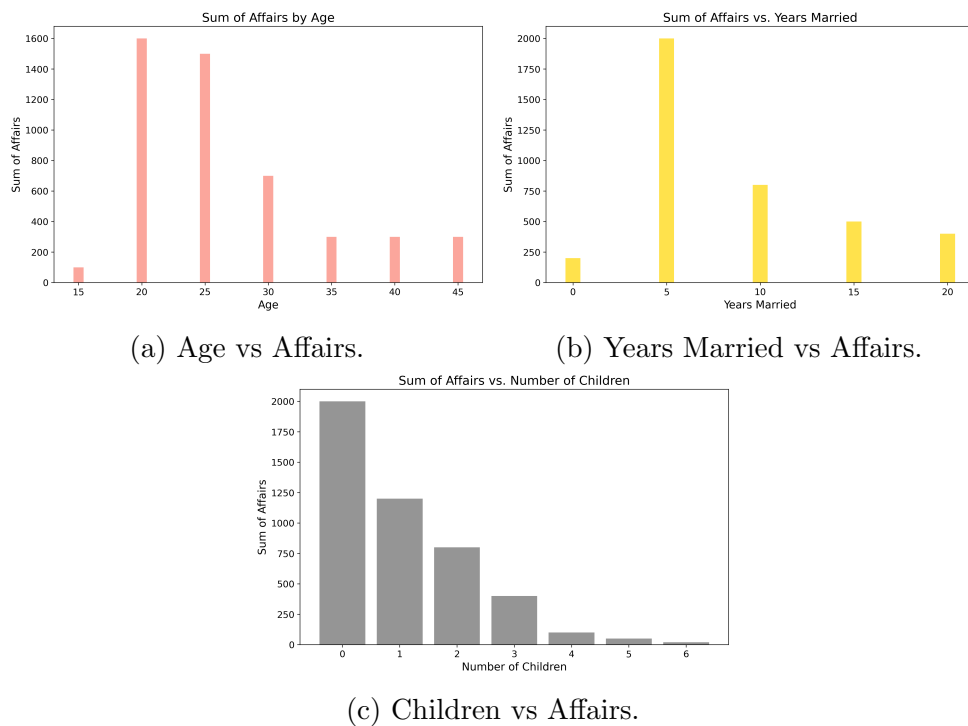 Sum of Affairs by Age
Sum of Affairs
1600
1400
1200
1000
800
600
400
200
0
15 20 25 30 35 40 45
Age
(a) Age vs Affairs.
Sum of Affairs vs. Years Married
Sum of Affairs
2000
1750
1500
1250
1000
750
500
250
0
0 5 10 15 20
Years Married
(b) Years Married vs Affairs.
Sum of Affairs vs. Number of Children
Sum of Affairs
2000
1750
1500
1250
1000
750
500
250
0
0 1 2 3 4 5 6
Number of Children
(c) Children vs Affairs.